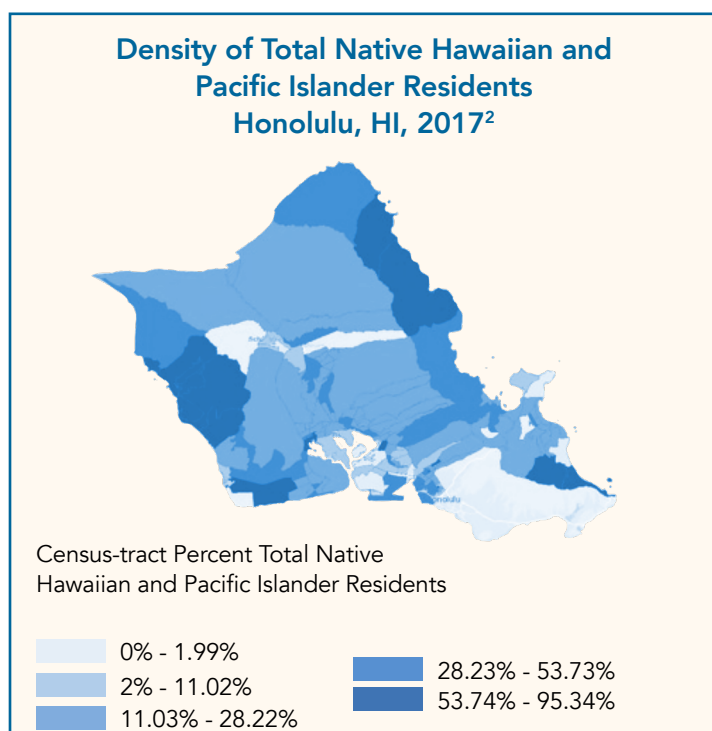 Density of Total Native Hawaiian and
Pacific Islander Residents
Honolulu, HI, 2017²
nolulu
Census-tract Percent Total Native
Hawaiian and Pacific Islander Residents
0% - 1.99%
2% - 11.02%
11.03% - 28.22%
28.23% - 53.73%
53.74% - 95.34%